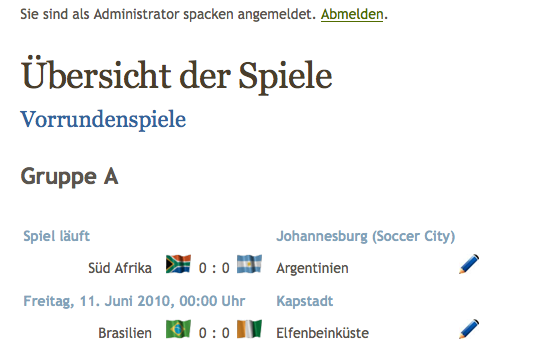 Sie sind als Administrator spacken angemeldet. Abmelden.
Übersicht der Spiele
Vorrundenspiele
Gruppe A
Spiel läuft Johannesburg (Soccer City)
Süd Afrika 0 : 0 Argentinien
Freitag, 11. Juni 2010, 00:00 Uhr Kapstadt
Brasilien 0 : 0 Elfenbeinküste